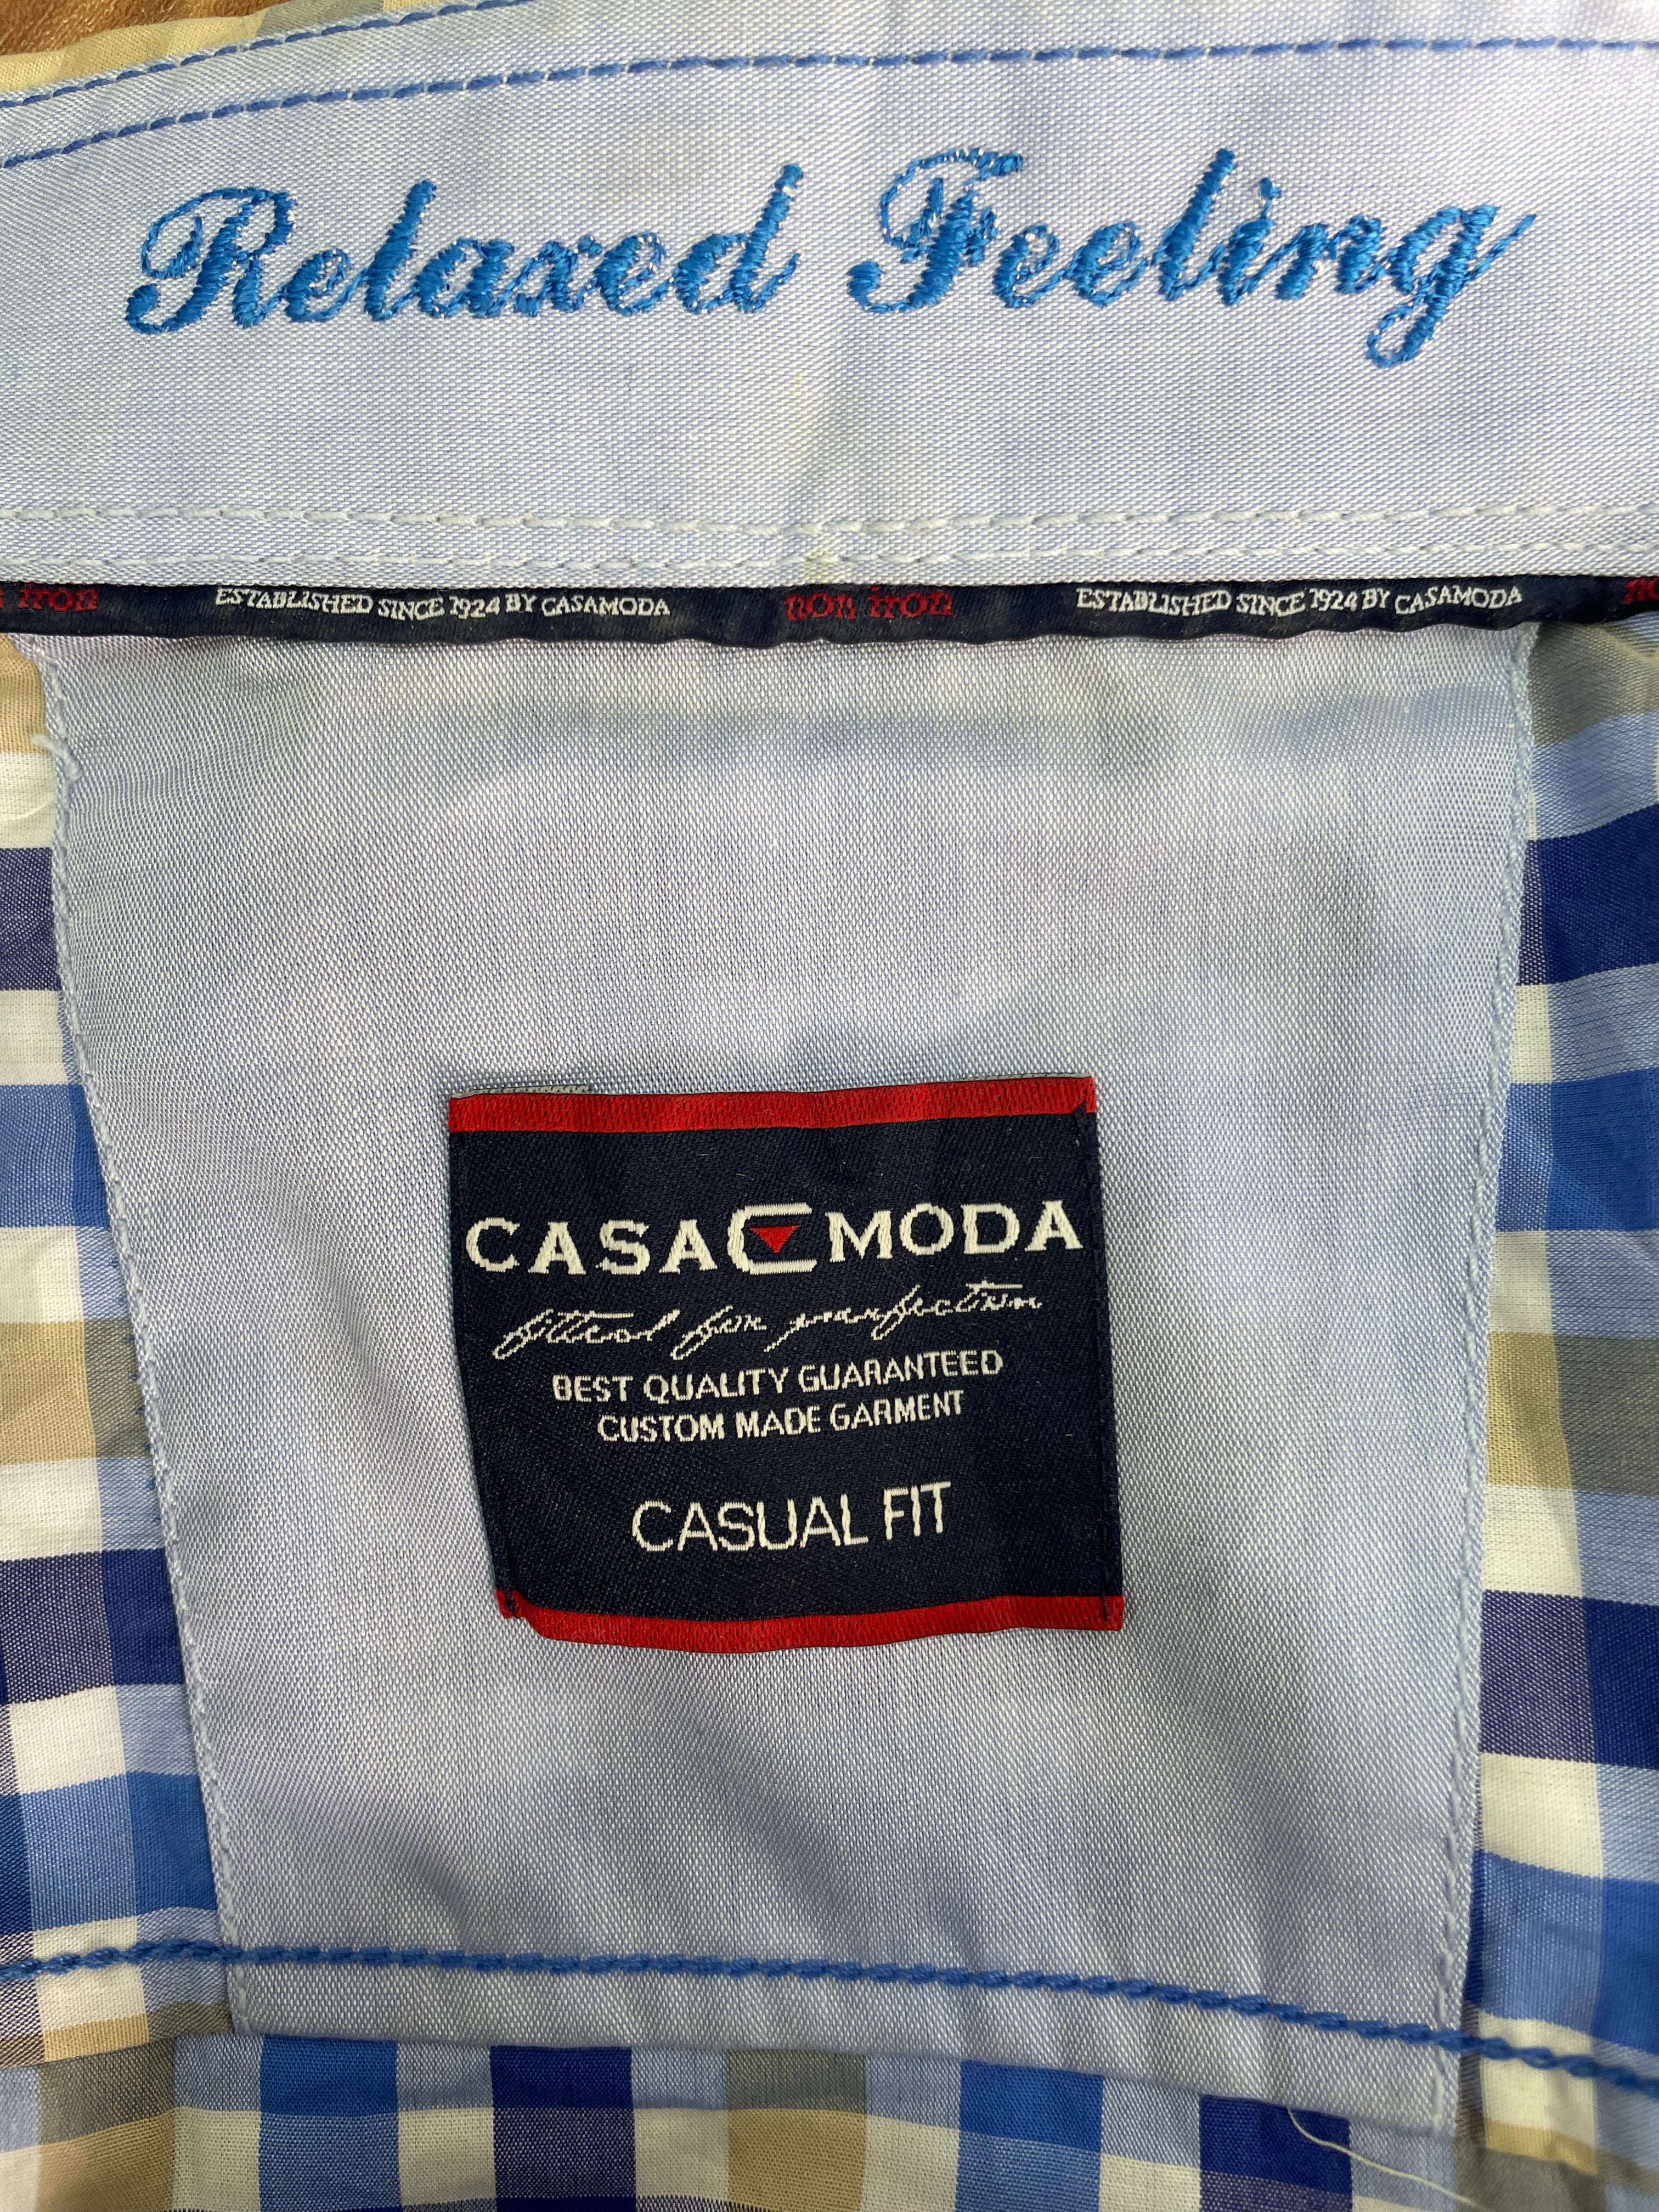 Relaxed Feeling
iron ESTABLISHED SINCE 1924 BY CASAMODA non iron ESTABLISHED SINCE 1924 BY CASAMODA
CASA MODA
fitted for perfection
BEST QUALITY GUARANTEED
CUSTOM MADE GARMENT
CASUAL FIT